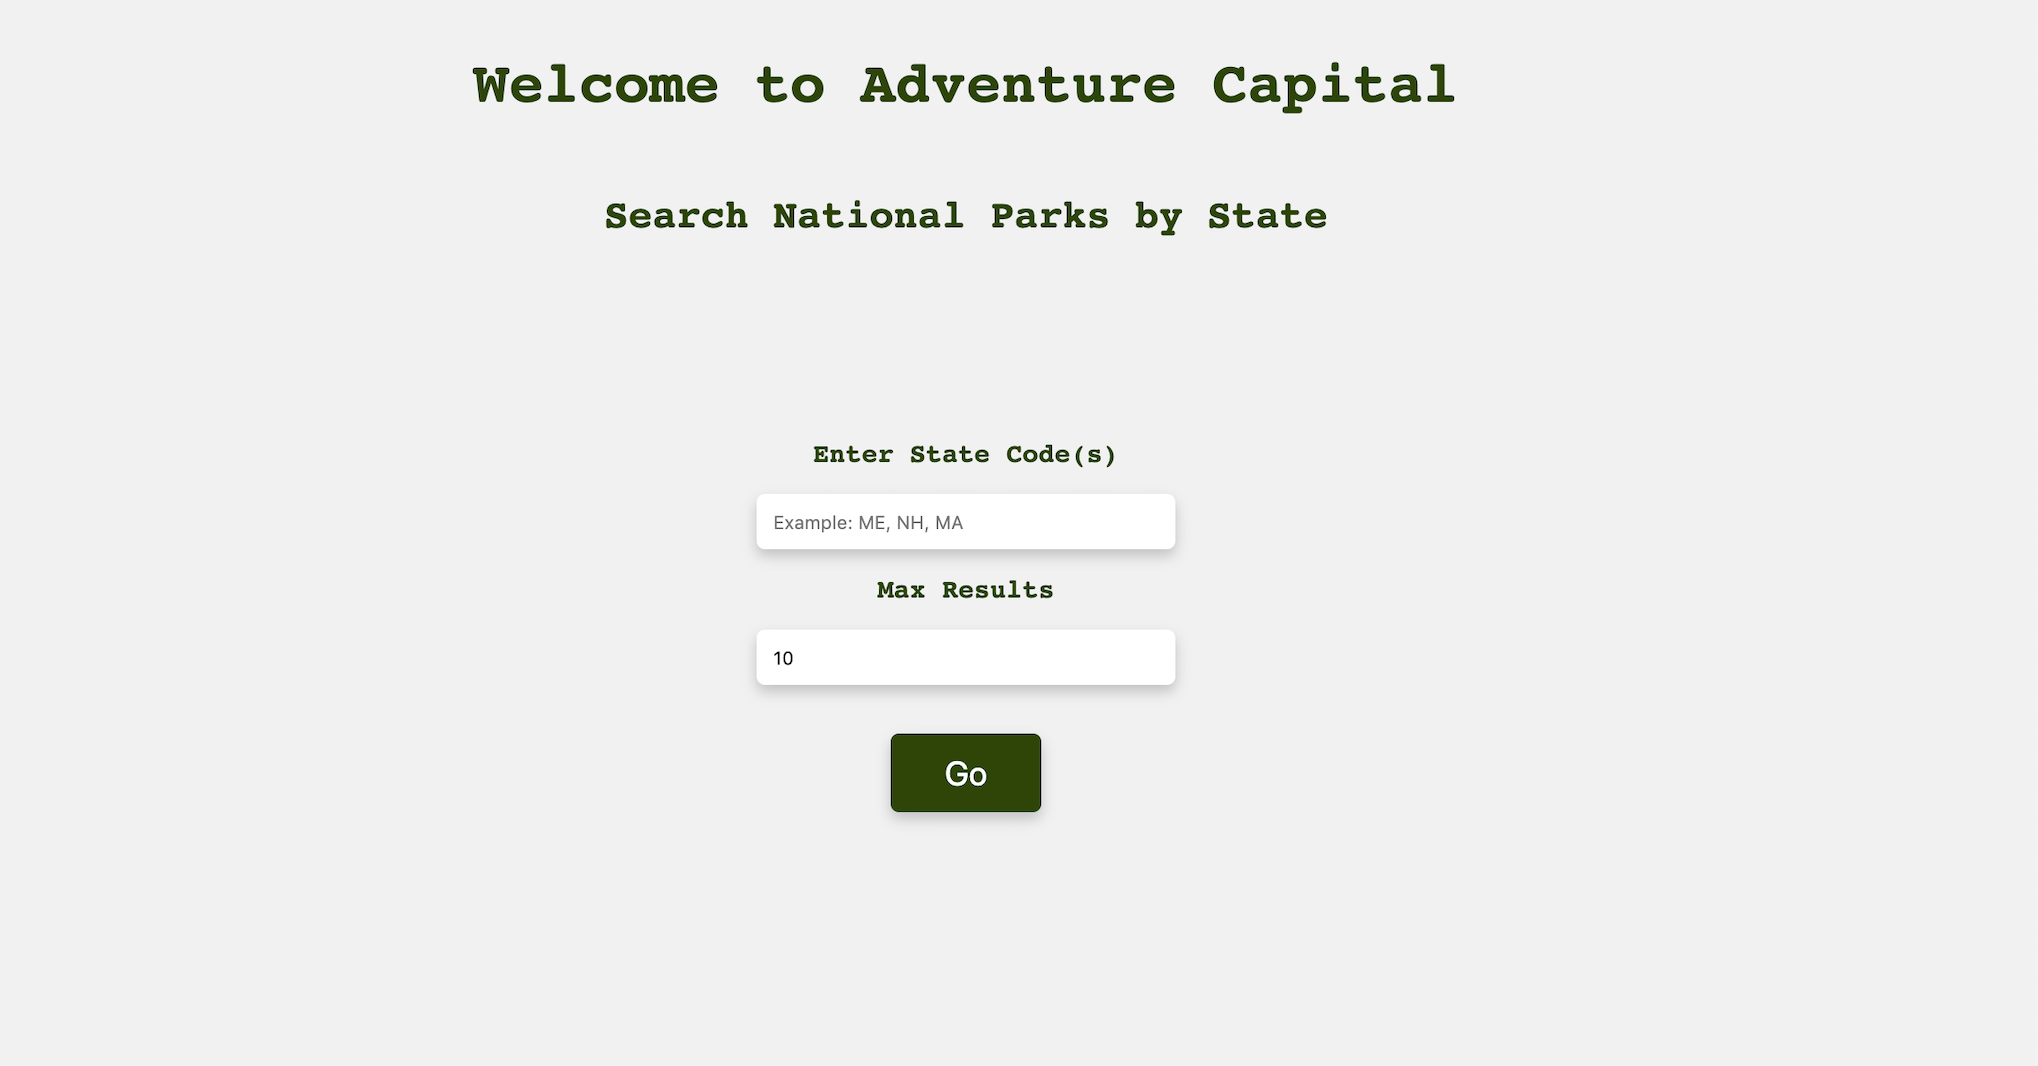 Welcome to Adventure Capital
Search National Parks by State
Enter State Code(s)
Example: ME, NH, MA
Max Results
10
Go